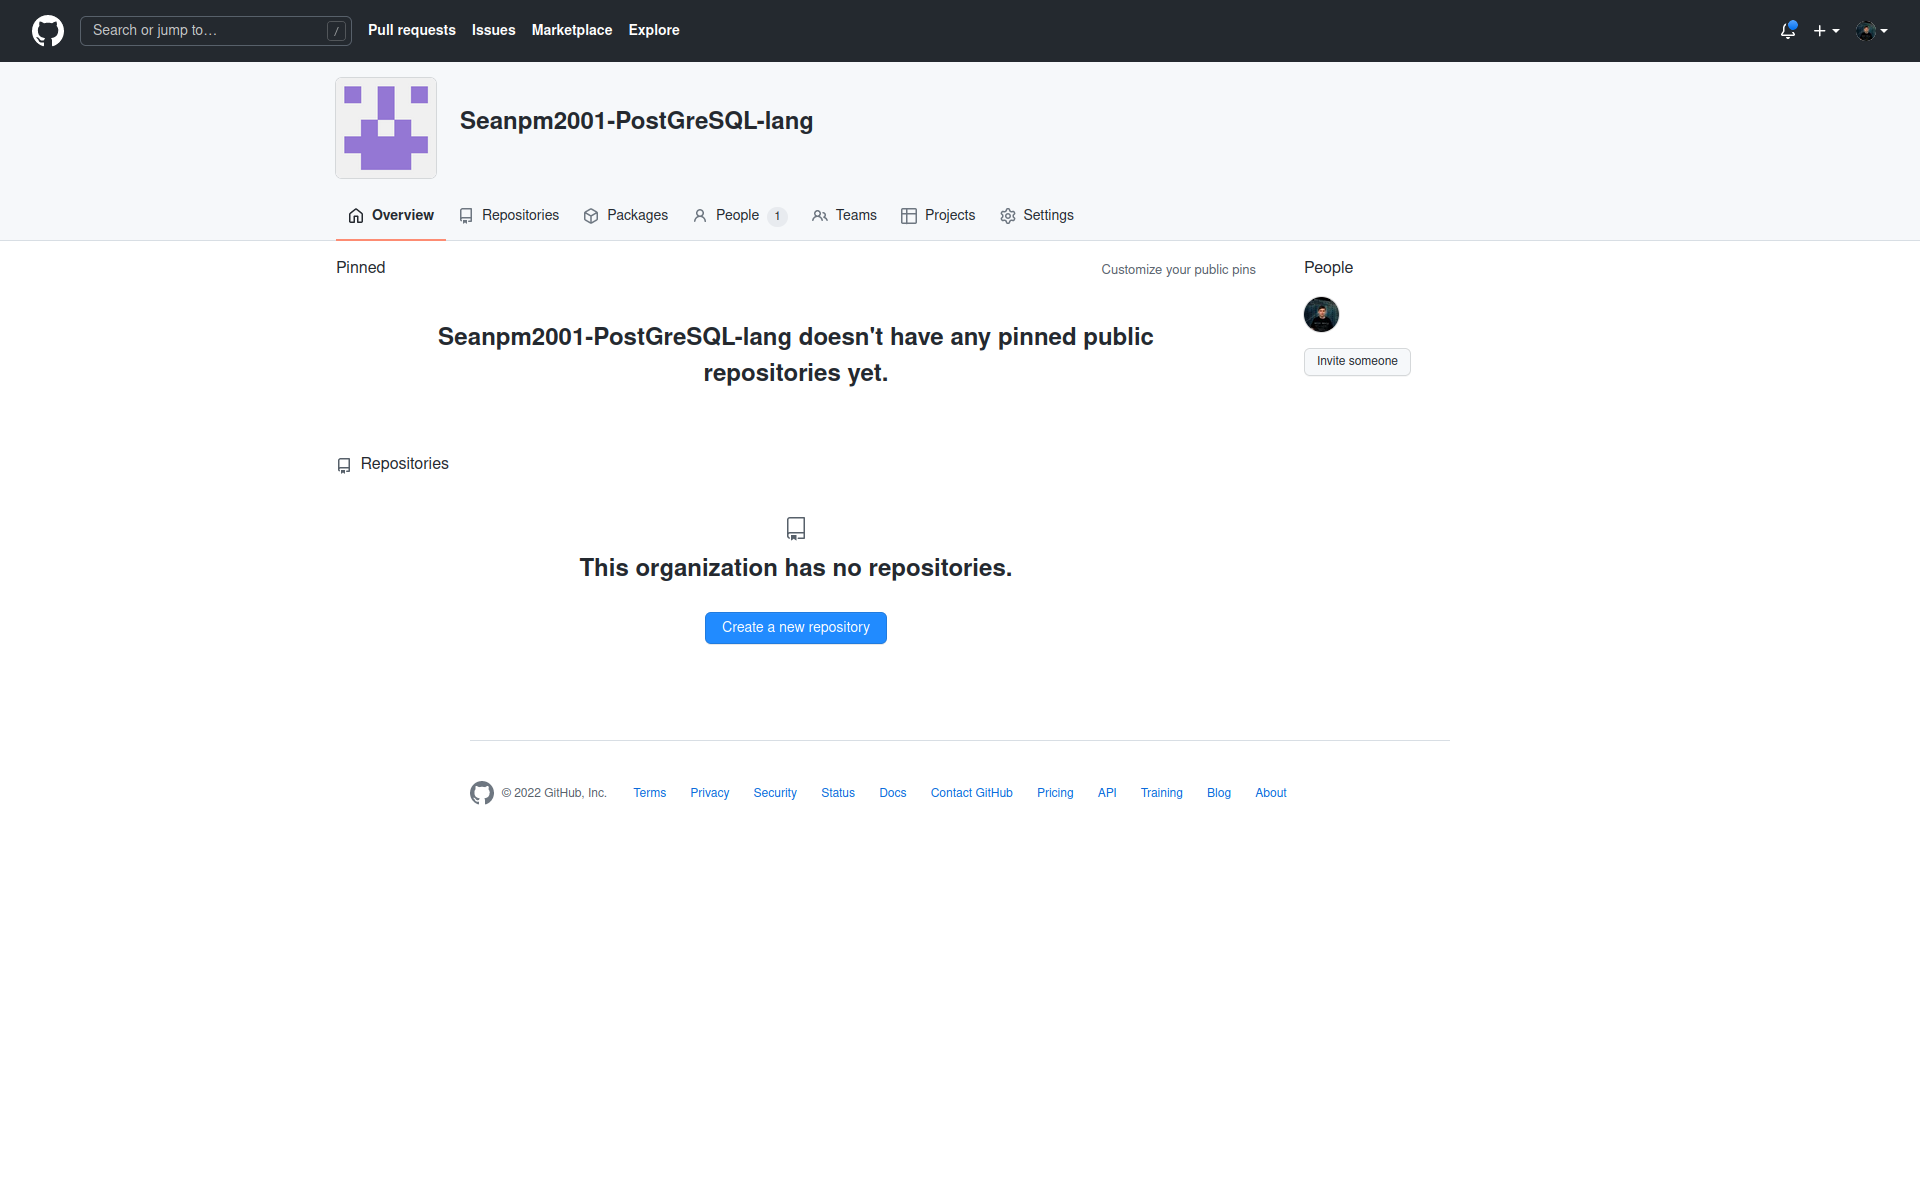 Search or jump to… /
Pull requests Issues Marketplace Explore
Seanpm2001-PostGreSQL-lang
Overview Repositories Packages People 1 Teams Projects Settings
Pinned
Customize your public pins
Seanpm2001-PostGreSQL-lang doesn't have any pinned public
repositories yet.
People
Invite someone
Repositories
This organization has no repositories.
Create a new repository
© 2022 GitHub, Inc. Terms Privacy Security Status Docs Contact GitHub Pricing API Training Blog About